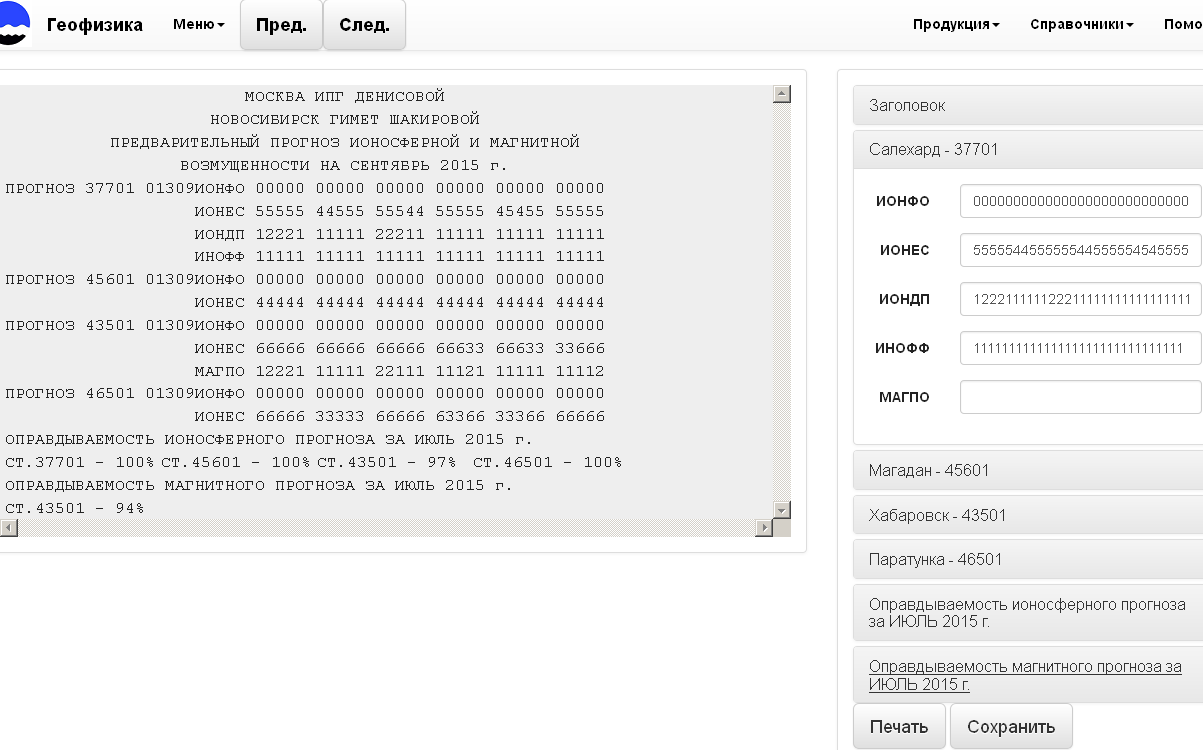 Геофизика Меню Пред. След. Продукция Справочники Помо
МОСКВА ИПГ ДЕНИСОВОЙ
НОВОСИБИРСК ГИМЕТ ШАКИРОВОЙ
ПРЕДВАРИТЕЛЬНЫЙ ПРОГНОЗ ИОНОСФЕРНОЙ И МАГНИТНОЙ
ВОЗМУЩЕННОСТИ НА СЕНТЯБРЬ 2015 г.
ПРОГНОЗ 37701 01309ИОНФО 00000 00000 00000 00000 00000 00000
ИОНЕС 55555 44555 55544 55555 45455 55555
ИОНДП 12221 11111 22211 11111 11111 11111
ИНОФФ 11111 11111 11111 11111 11111 11111
ПРОГНОЗ 45601 01309ИОНФО 00000 00000 00000 00000 00000 00000
ИОНЕС 44444 44444 44444 44444 44444 44444
ПРОГНОЗ 43501 01309ИОНФО 00000 00000 00000 00000 00000 00000
ИОНЕС 66666 66666 66666 66633 66633 33666
МАГПО 12221 11111 22111 11121 11111 11112
ПРОГНОЗ 46501 01309ИОНФО 00000 00000 00000 00000 00000 00000
ИОНЕС 66666 33333 66666 63366 33366 66666
ОПРАВДЫВАЕМОСТЬ ИОНОСФЕРНОГО ПРОГНОЗА ЗА ИЮЛЬ 2015 г.
СТ.37701 - 100% СТ.45601 - 100% СТ.43501 - 97% СТ.46501 - 100%
ОПРАВДЫВАЕМОСТЬ МАГНИТНОГО ПРОГНОЗА ЗА ИЮЛЬ 2015 г.
СТ.43501 - 94%
Заголовок
Салехард - 37701
ИОНФО 000000000000000000000000000
ИОНЕС 555554455555544555554545555
ИОНДП 1222111111222111111111111111
ИНОФФ 111111111111111111111111111
МАГПО
Магадан - 45601
Хабаровск - 43501
Паратунка - 46501
Оправдываемость ионосферного прогноза
за ИЮЛЬ 2015 г.
Оправдываемость магнитного прогноза за
ИЮЛЬ 2015 г.
Печать Сохранить